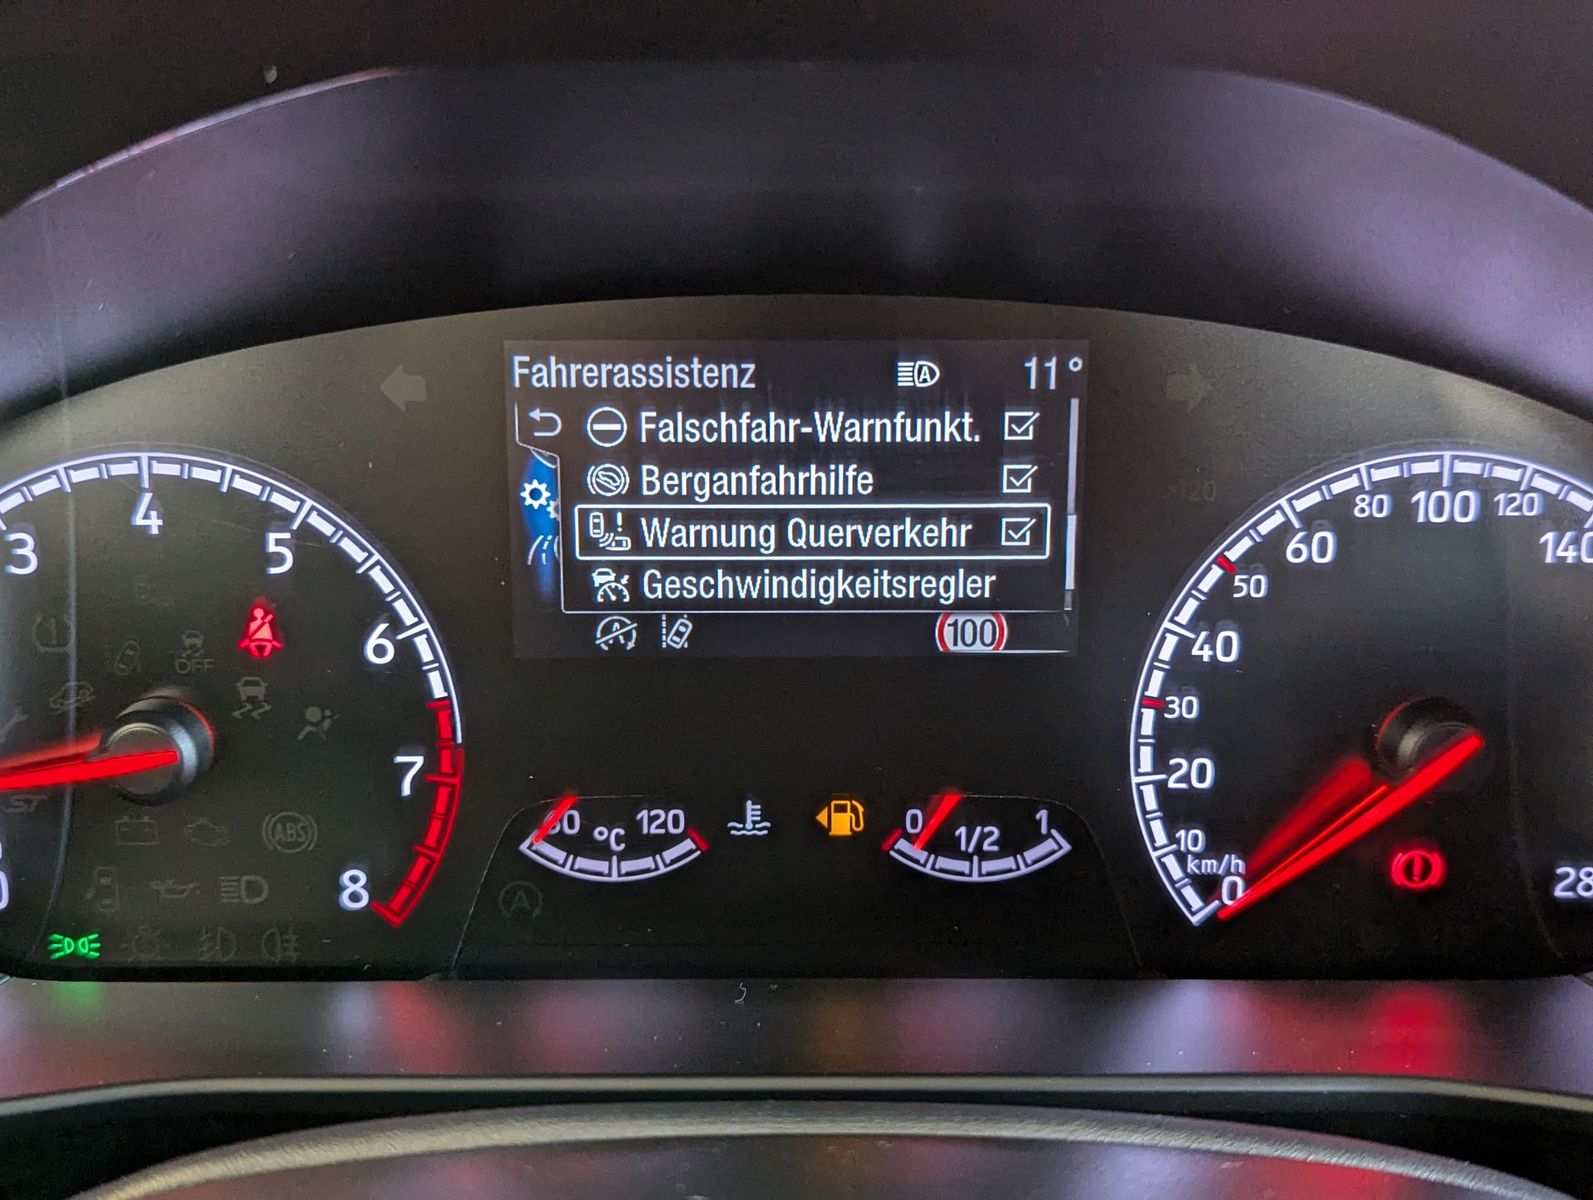 Fahrerassistenz A 11°
Falschfahr-Warnfunkt.
Berganfahrhilfe
Warnung Querverkehr
Geschwindigkeitsregler
A 100
3 4 5 6 7 8
OFF
ABS
0
°C 120
0 1/2 1
A
0 10 20 30 40 50 60 80 100 120 140
km/h